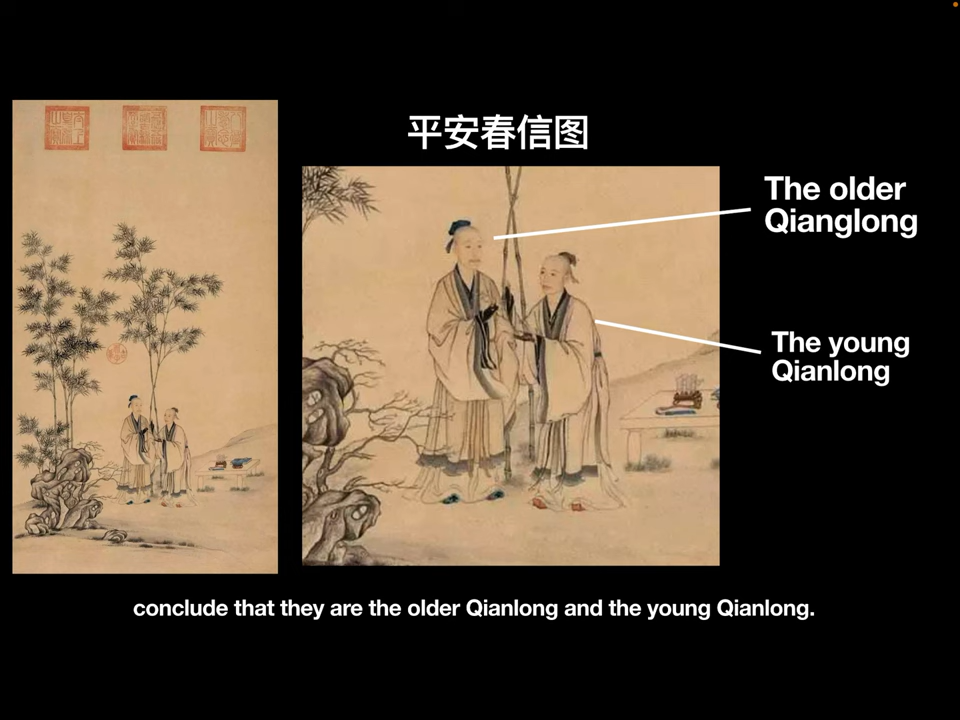 平安春信图
The older
Qianglong
The young
Qianlong
conclude that they are the older Qianlong and the young Qianlong.